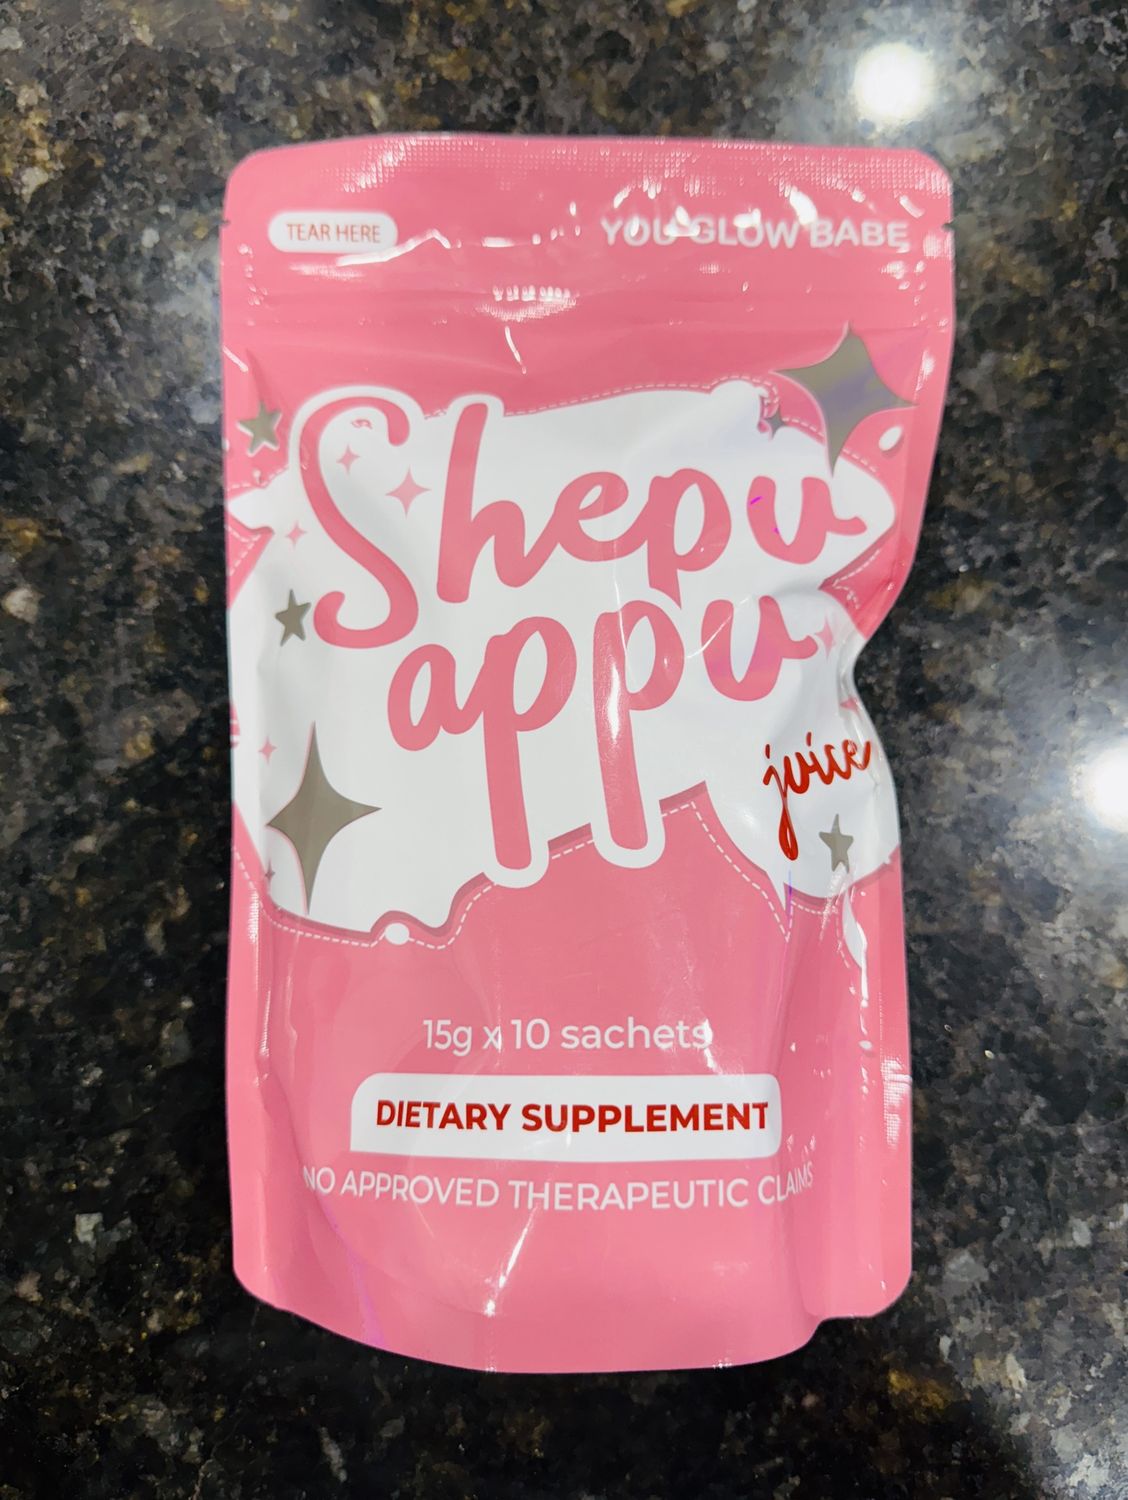 TEAR HERE
YOU GLOW BABE
Shepu
appu
juice
15g x 10 sachets
DIETARY SUPPLEMENT
NO APPROVED THERAPEUTIC CLAIMS